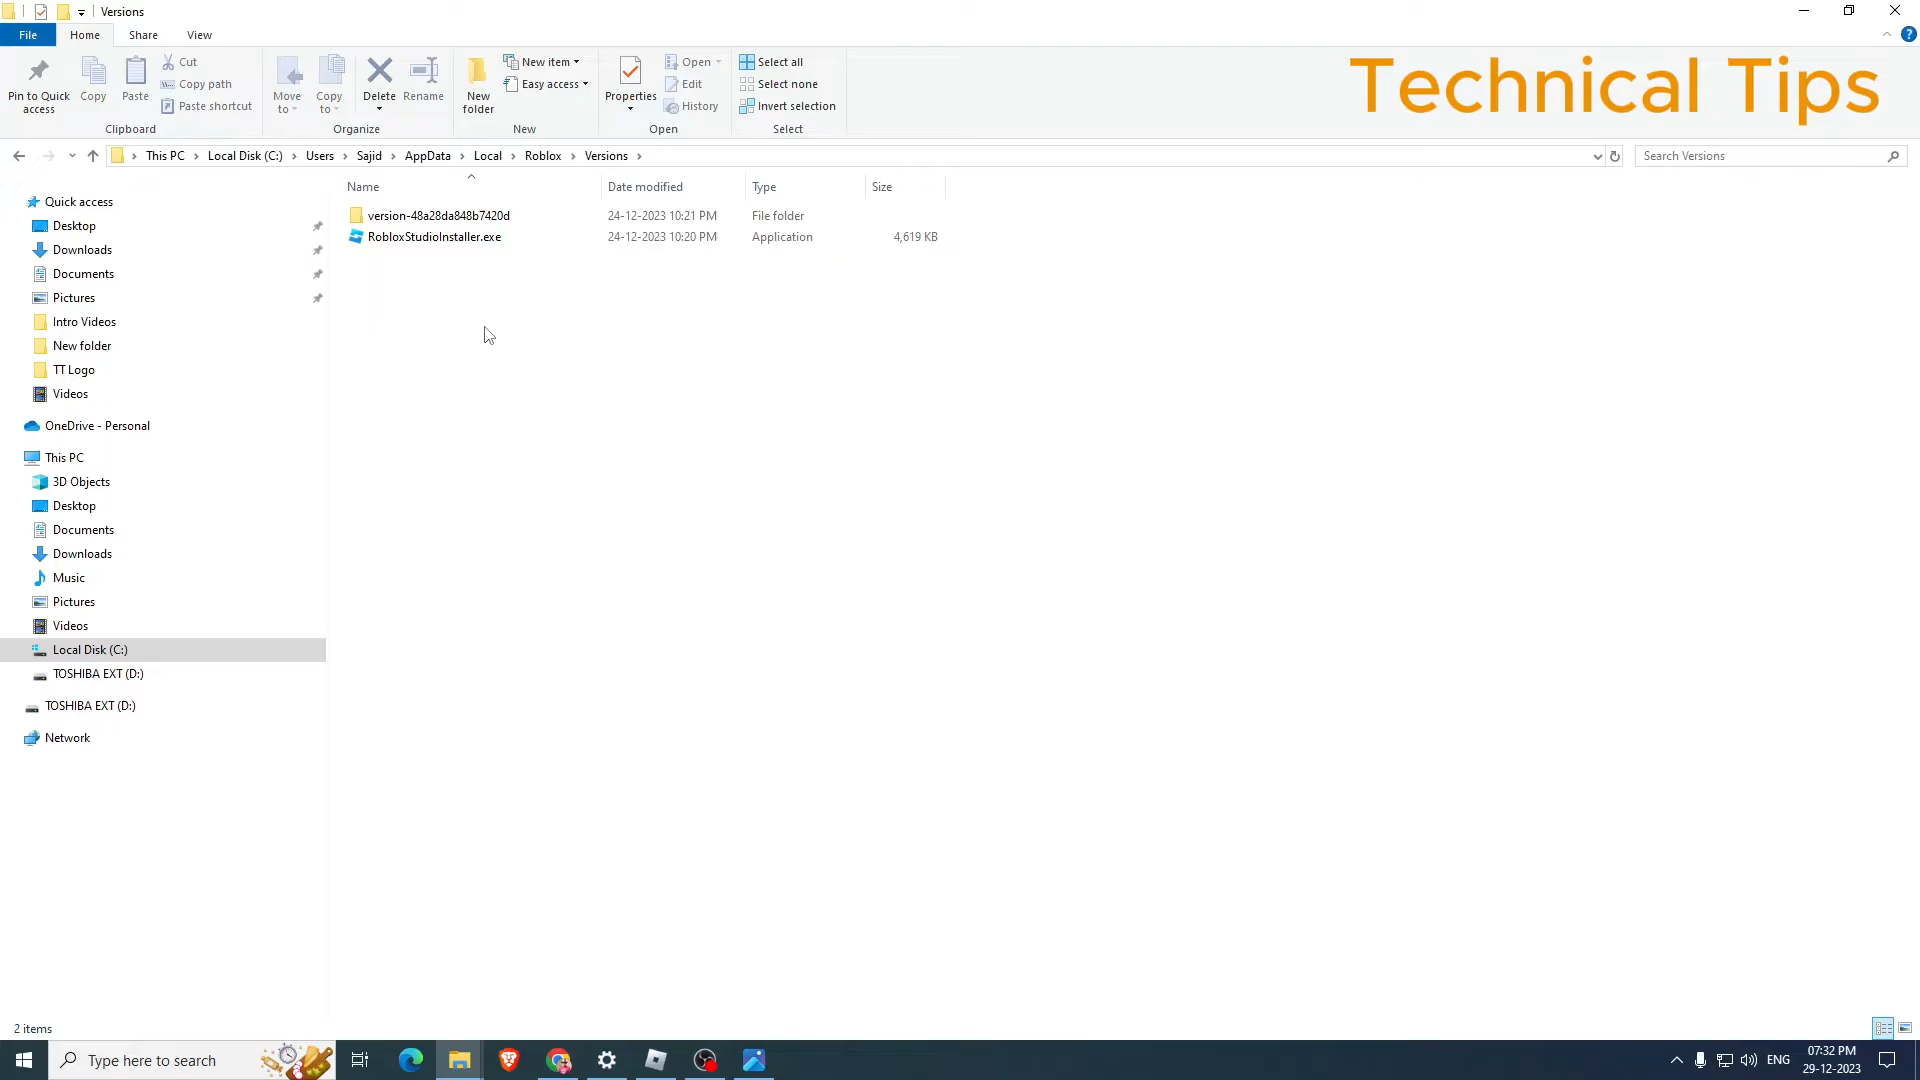 Versions
File
Home
Share
View
Pin to Quick
access
Copy
Paste
Cut
Copy path
Paste shortcut
Clipboard
Move
to
Copy
to
Delete
Rename
Organize
New
folder
New item
Easy access
New
Properties
Open
Edit
History
Open
Select all
Select none
Invert selection
Select
Technical Tips
This PC
Local Disk (C:)
Users
Sajid
AppData
Local
Roblox
Versions
Search Versions
Name
Date modified
Type
Size
version-48a28da848b7420d
24-12-2023 10:21 PM
File folder
RobloxStudioInstaller.exe
24-12-2023 10:20 PM
Application
4,619 KB
Quick access
Desktop
Downloads
Documents
Pictures
Intro Videos
New folder
TT Logo
Videos
OneDrive - Personal
This PC
3D Objects
Desktop
Documents
Downloads
Music
Pictures
Videos
Local Disk (C:)
TOSHIBA EXT (D:)
TOSHIBA EXT (D:)
Network
2 items
Type here to search
ENG
07:32 PM
29-12-2023